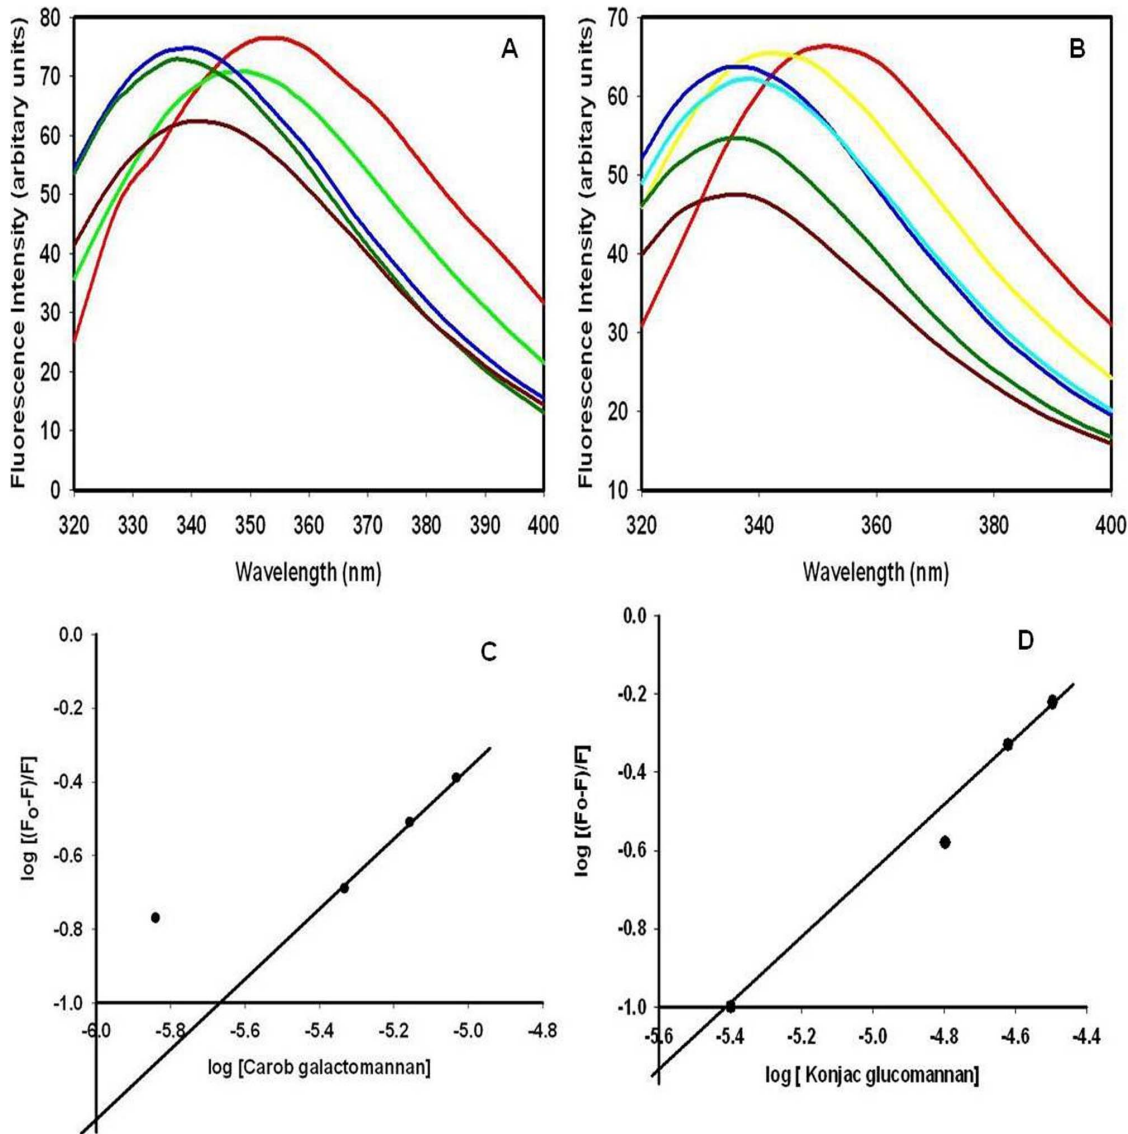 A
Fluorescence Intensity (arbitary units)
80
70
60
50
40
30
20
10
0
320 330 340 350 360 370 380 390 400
Wavelength (nm)
B
Fluorescence Intensity (arbitary units)
70
60
50
40
30
20
10
320 340 360 380 400
Wavelength (nm)
C
log [(Fo-F)/F]
0.0
-0.2
-0.4
-0.6
-0.8
-1.0
-6.0 -5.8 -5.6 -5.4 -5.2 -5.0 -4.8
log [Carob galactomannan]
D
log [(Fo-F)/F]
0.0
-0.2
-0.4
-0.6
-0.8
-1.0
-5.6 -5.4 -5.2 -5.0 -4.8 -4.6 -4.4
log [ Konjac glucomannan]